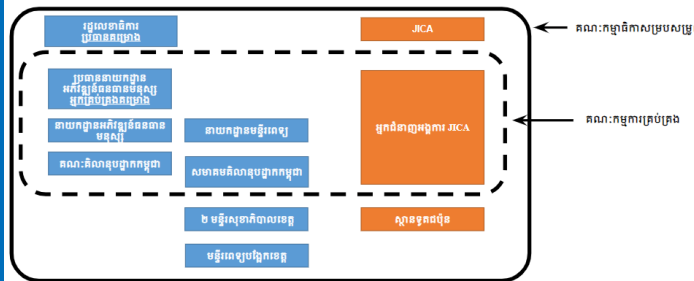 រដ្ឋលេខាធិការ
ប្រធានគម្រោង
JICA
គណៈកម្មាធិការសម្របសម្រួ
ប្រធាននាយកដ្ឋាន
អភិវឌ្ឍន៍ធនធានមនុស្ស
អ្នកគ្រប់គ្រងគម្រោង
នាយកដ្ឋានអភិវឌ្ឍន៍ធនធាន
មនុស្ស
នាយកដ្ឋានមន្ទីរពេទ្យ
គណៈគិលានុបដ្ឋាកកម្ពុជា
សមាគមគិលានុបដ្ឋាកកម្ពុជា
អ្នកជំនាញអង្គការ JICA
គណៈកម្មការគ្រប់គ្រង
២ មន្ទីរសុខាភិបាលខេត្ត
ស្ថានទូតជប៉ុន
មន្ទីរពេទ្យបង្អែកខេត្ត